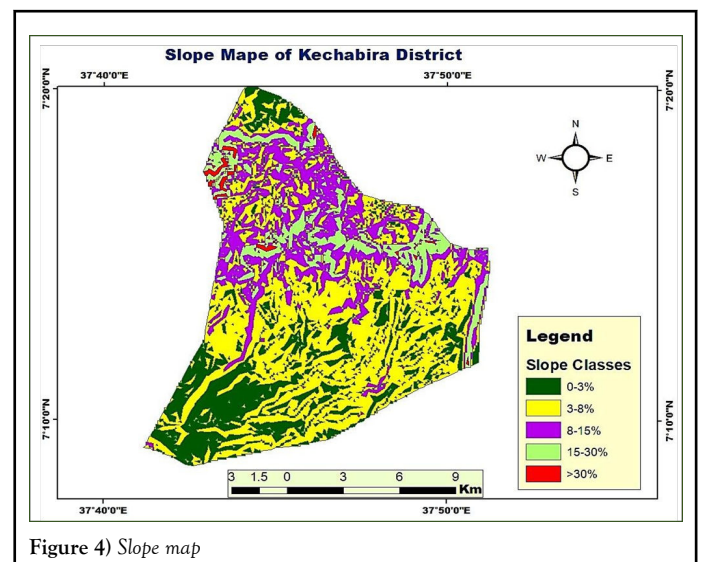 Slope Mape of Kechabira District
37°40'0"E 37°50'0"E
7°20'0"N 7°20'0"N
N
W E
S
Legend
Slope Classes
0-3%
3-8%
8-15%
15-30%
>30%
7°10'0"N 7°10'0"N
3 1.5 0 3 6 9
Km
37°40'0"E 37°50'0"E
Figure 4) Slope map